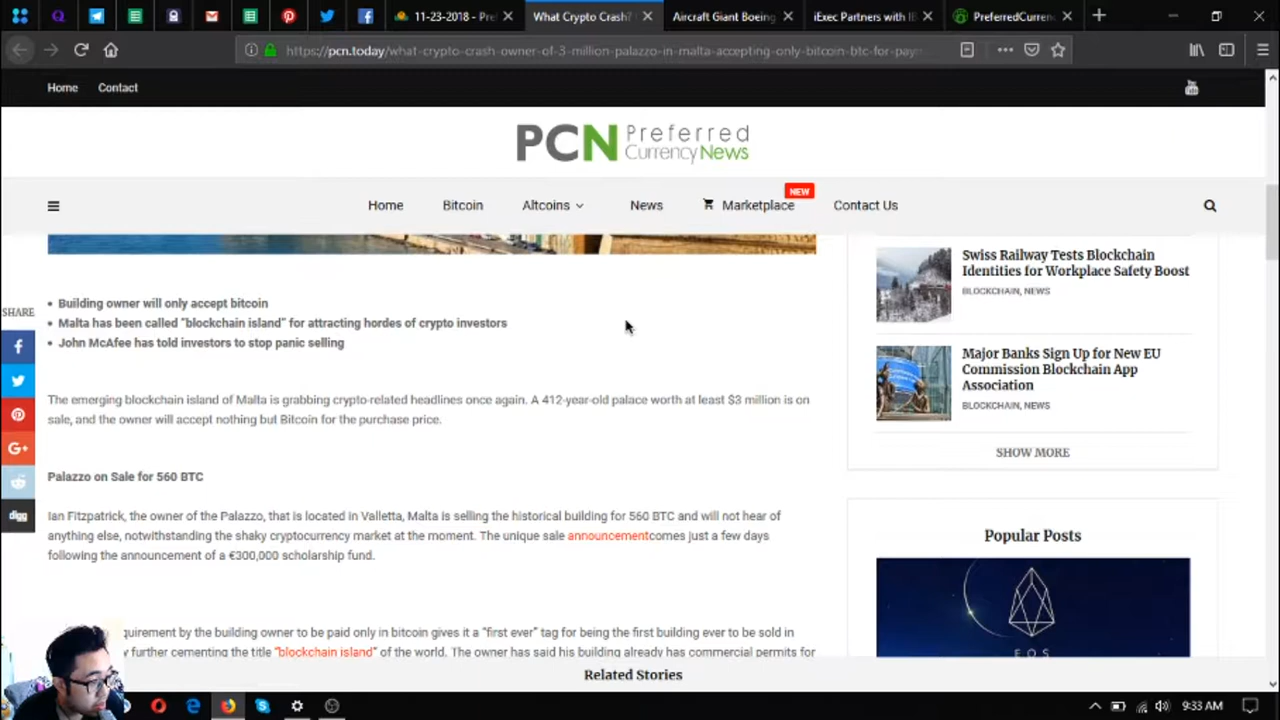 11-23-2018 - Pre
What Crypto Crash?
Aircraft Giant Boeing
iExec Partners with IB
PreferredCurren
https://pcn.today/what-crypto-crash-owner-of-3-million-palazzo-in-malta-accepting-only-bitcoin-btc-for-paym
Home Contact
You Tube
PCN Preferred
CurrencyNews
NEW
Home Bitcoin Altcoins News Marketplace Contact Us
Swiss Railway Tests Blockchain
Identities for Workplace Safety Boost
BLOCKCHAIN, NEWS
Major Banks Sign Up for New EU
Commission Blockchain App
Association
BLOCKCHAIN, NEWS
SHOW MORE
SHARE
• Building owner will only accept bitcoin
• Malta has been called "blockchain island" for attracting hordes of crypto investors
• John McAfee has told investors to stop panic selling
The emerging blockchain island of Malta is grabbing crypto-related headlines once again. A 412-year-old palace worth at least $3 million is on
sale, and the owner will accept nothing but Bitcoin for the purchase price.
Palazzo on Sale for 560 BTC
Ian Fitzpatrick, the owner of the Palazzo, that is located in Valletta, Malta is selling the historical building for 560 BTC and will not hear of
anything else, notwithstanding the shaky cryptocurrency market at the moment. The unique sale announcementcomes just a few days
following the announcement of a €300,000 scholarship fund.
digg
Popular Posts
EOS
quirement by the building owner to be paid only in bitcoin gives it a "first ever" tag for being the first building ever to be sold in
y further cementing the title "blockchain island" of the world. The owner has said his building already has commercial permits for
Related Stories
9:33 AM